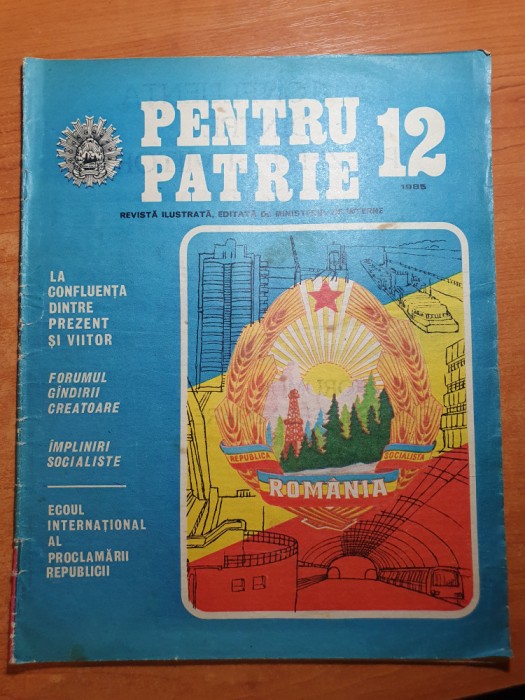 PENTRU
PATRIE
12
1985
REVISTĂ ILUSTRATĂ, EDITATĂ DE MINISTERUL DE INTERNE
LA
CONFLUENȚA
DINTRE
PREZENT
ȘI VIITOR
FORUMUL
GÎNDIRII
CREATOARE
ÎMPLINIRI
SOCIALISTE
ECOUL
INTERNAȚIONAL
AL
PROCLAMĂRII
REPUBLICII
REPUBLICA
SOCIALISTA
ROMÂNIA